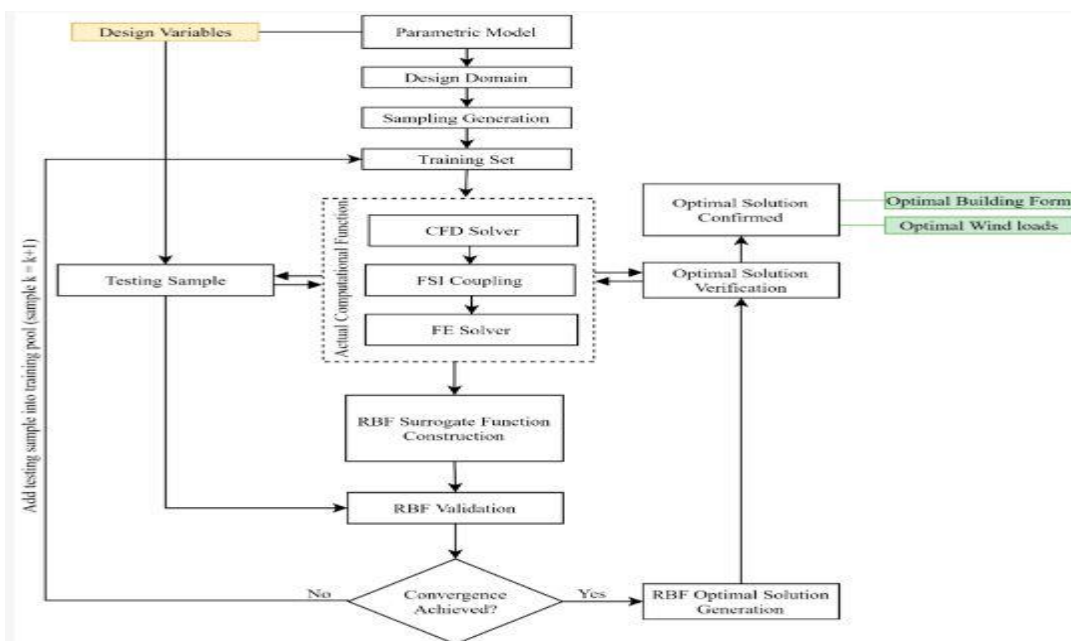 Design Variables
Parametric Model
Design Domain
Sampling Generation
Training Set
Optimal Solution
Confirmed
Optimal Building Form
Optimal Wind loads
Actual Computational Function
CFD Solver
FSI Coupling
FE Solver
Testing Sample
Optimal Solution
Verification
Add testing sample into training pool (sample k = k+1)
RBF Surrogate Function
Construction
RBF Validation
No
Convergence
Achieved?
Yes
RBF Optimal Solution
Generation